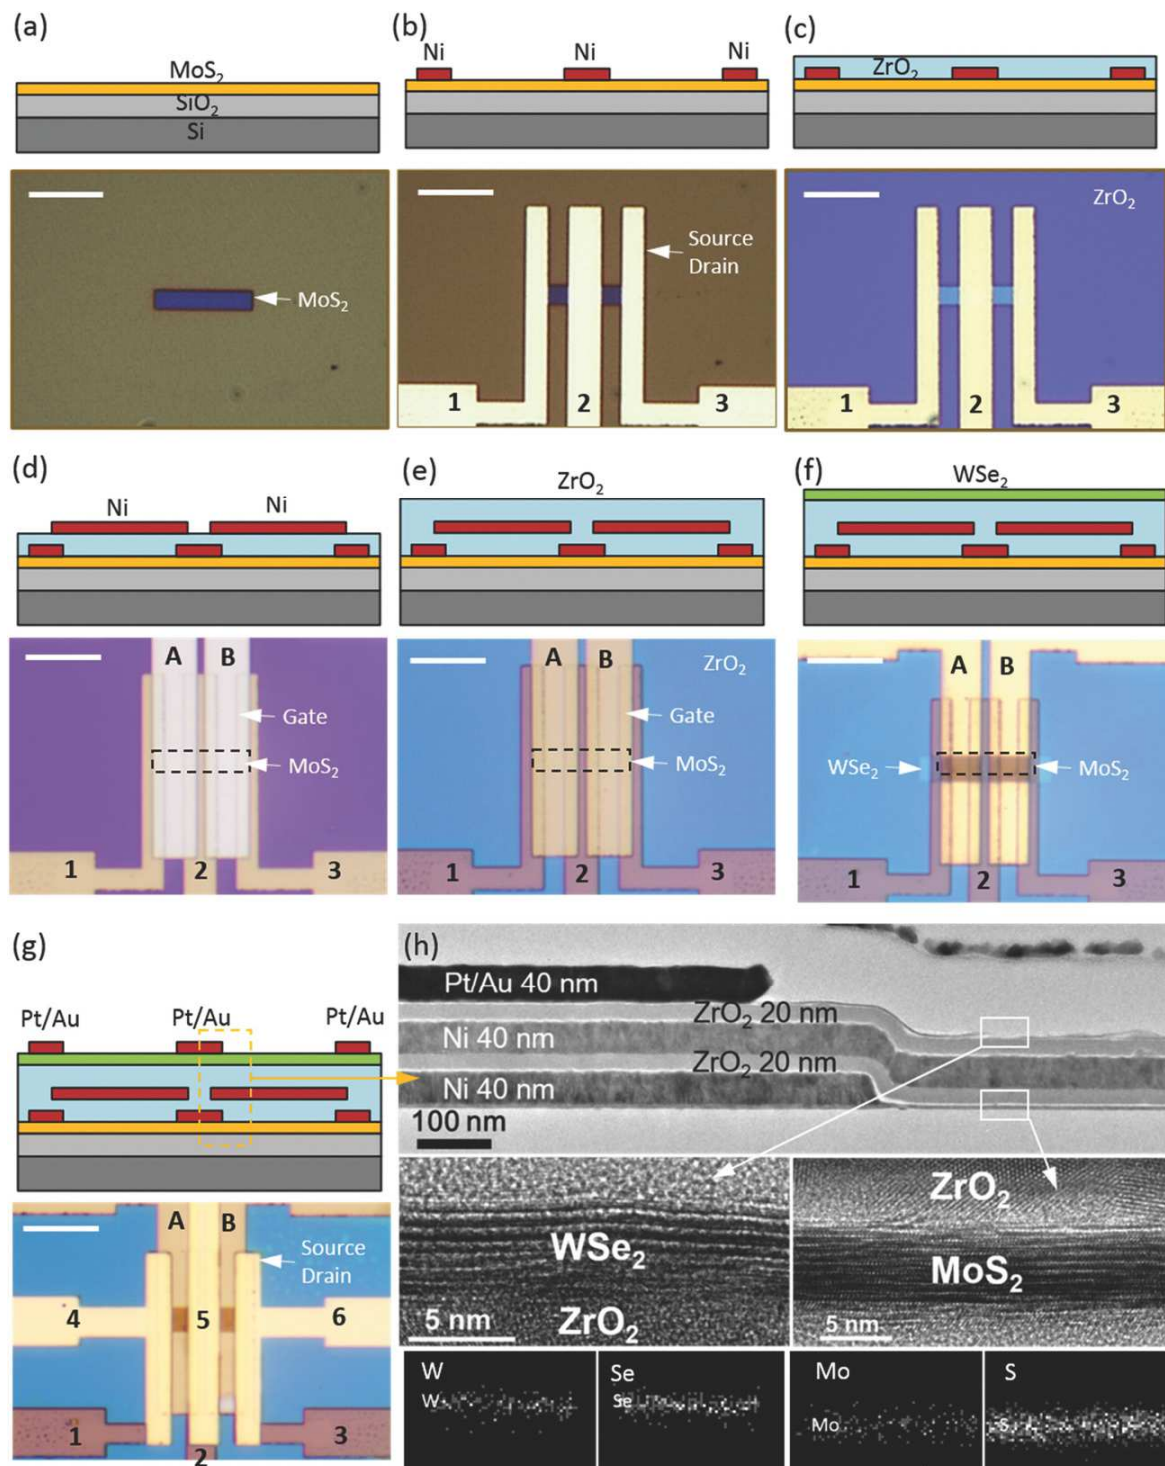 (a)
MoS₂
SiO₂
Si
MoS₂
(b)
Ni Ni Ni
Source
Drain
1 2 3
(c)
ZrO₂
ZrO₂
1 2 3
(d)
Ni Ni
A B
Gate
MoS₂
1 2 3
(e)
ZrO₂
A B ZrO₂
Gate
MoS₂
1 2 3
(f)
WSe₂
A B
WSe₂ MoS₂
1 2 3
(g)
Pt/Au Pt/Au Pt/Au
A B
Source
Drain
4 5 6
1 3
2
(h)
Pt/Au 40 nm
ZrO₂ 20 nm
Ni 40 nm
ZrO₂ 20 nm
Ni 40 nm
100 nm
WSe₂
5 nm ZrO₂
ZrO₂
MoS₂
5 nm
W
W
Se
Se
Mo
Mo
S
S